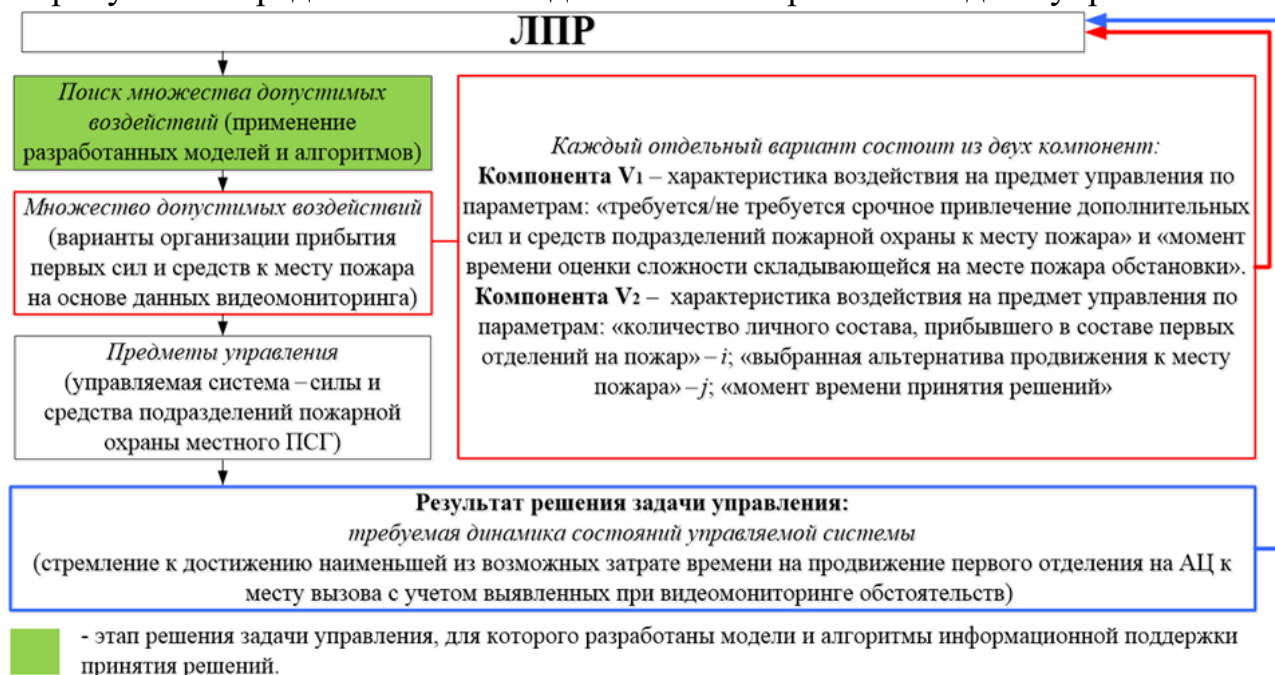 ЛПР
Поиск множества допустимых
воздействий (применение
разработанных моделей и алгоритмов)
Множество допустимых воздействий
(варианты организации прибытия
первых сил и средств к месту пожара
на основе данных видеомониторинга)
Предметы управления
(управляемая система – силы и
средства подразделений пожарной
охраны местного ПСГ)
Каждый отдельный вариант состоит из двух компонент:
Компонента V1 – характеристика воздействия на предмет управления по
параметрам: «требуется/не требуется срочное привлечение дополнительных
сил и средств подразделений пожарной охраны к месту пожара» и «момент
времени оценки сложности складывающейся на месте пожара обстановки».
Компонента V2 – характеристика воздействия на предмет управления по
параметрам: «количество личного состава, прибывшего в составе первых
отделений на пожар» – i; «выбранная альтернатива продвижения к месту
пожара» – j; «момент времени принятия решений»
Результат решения задачи управления:
требуемая динамика состояний управляемой системы
(стремление к достижению наименьшей из возможных затрате времени на продвижение первого отделения на АЦ к
месту вызова с учетом выявленных при видеомониторинге обстоятельств)
- этап решения задачи управления, для которого разработаны модели и алгоритмы информационной поддержки
принятия решений.